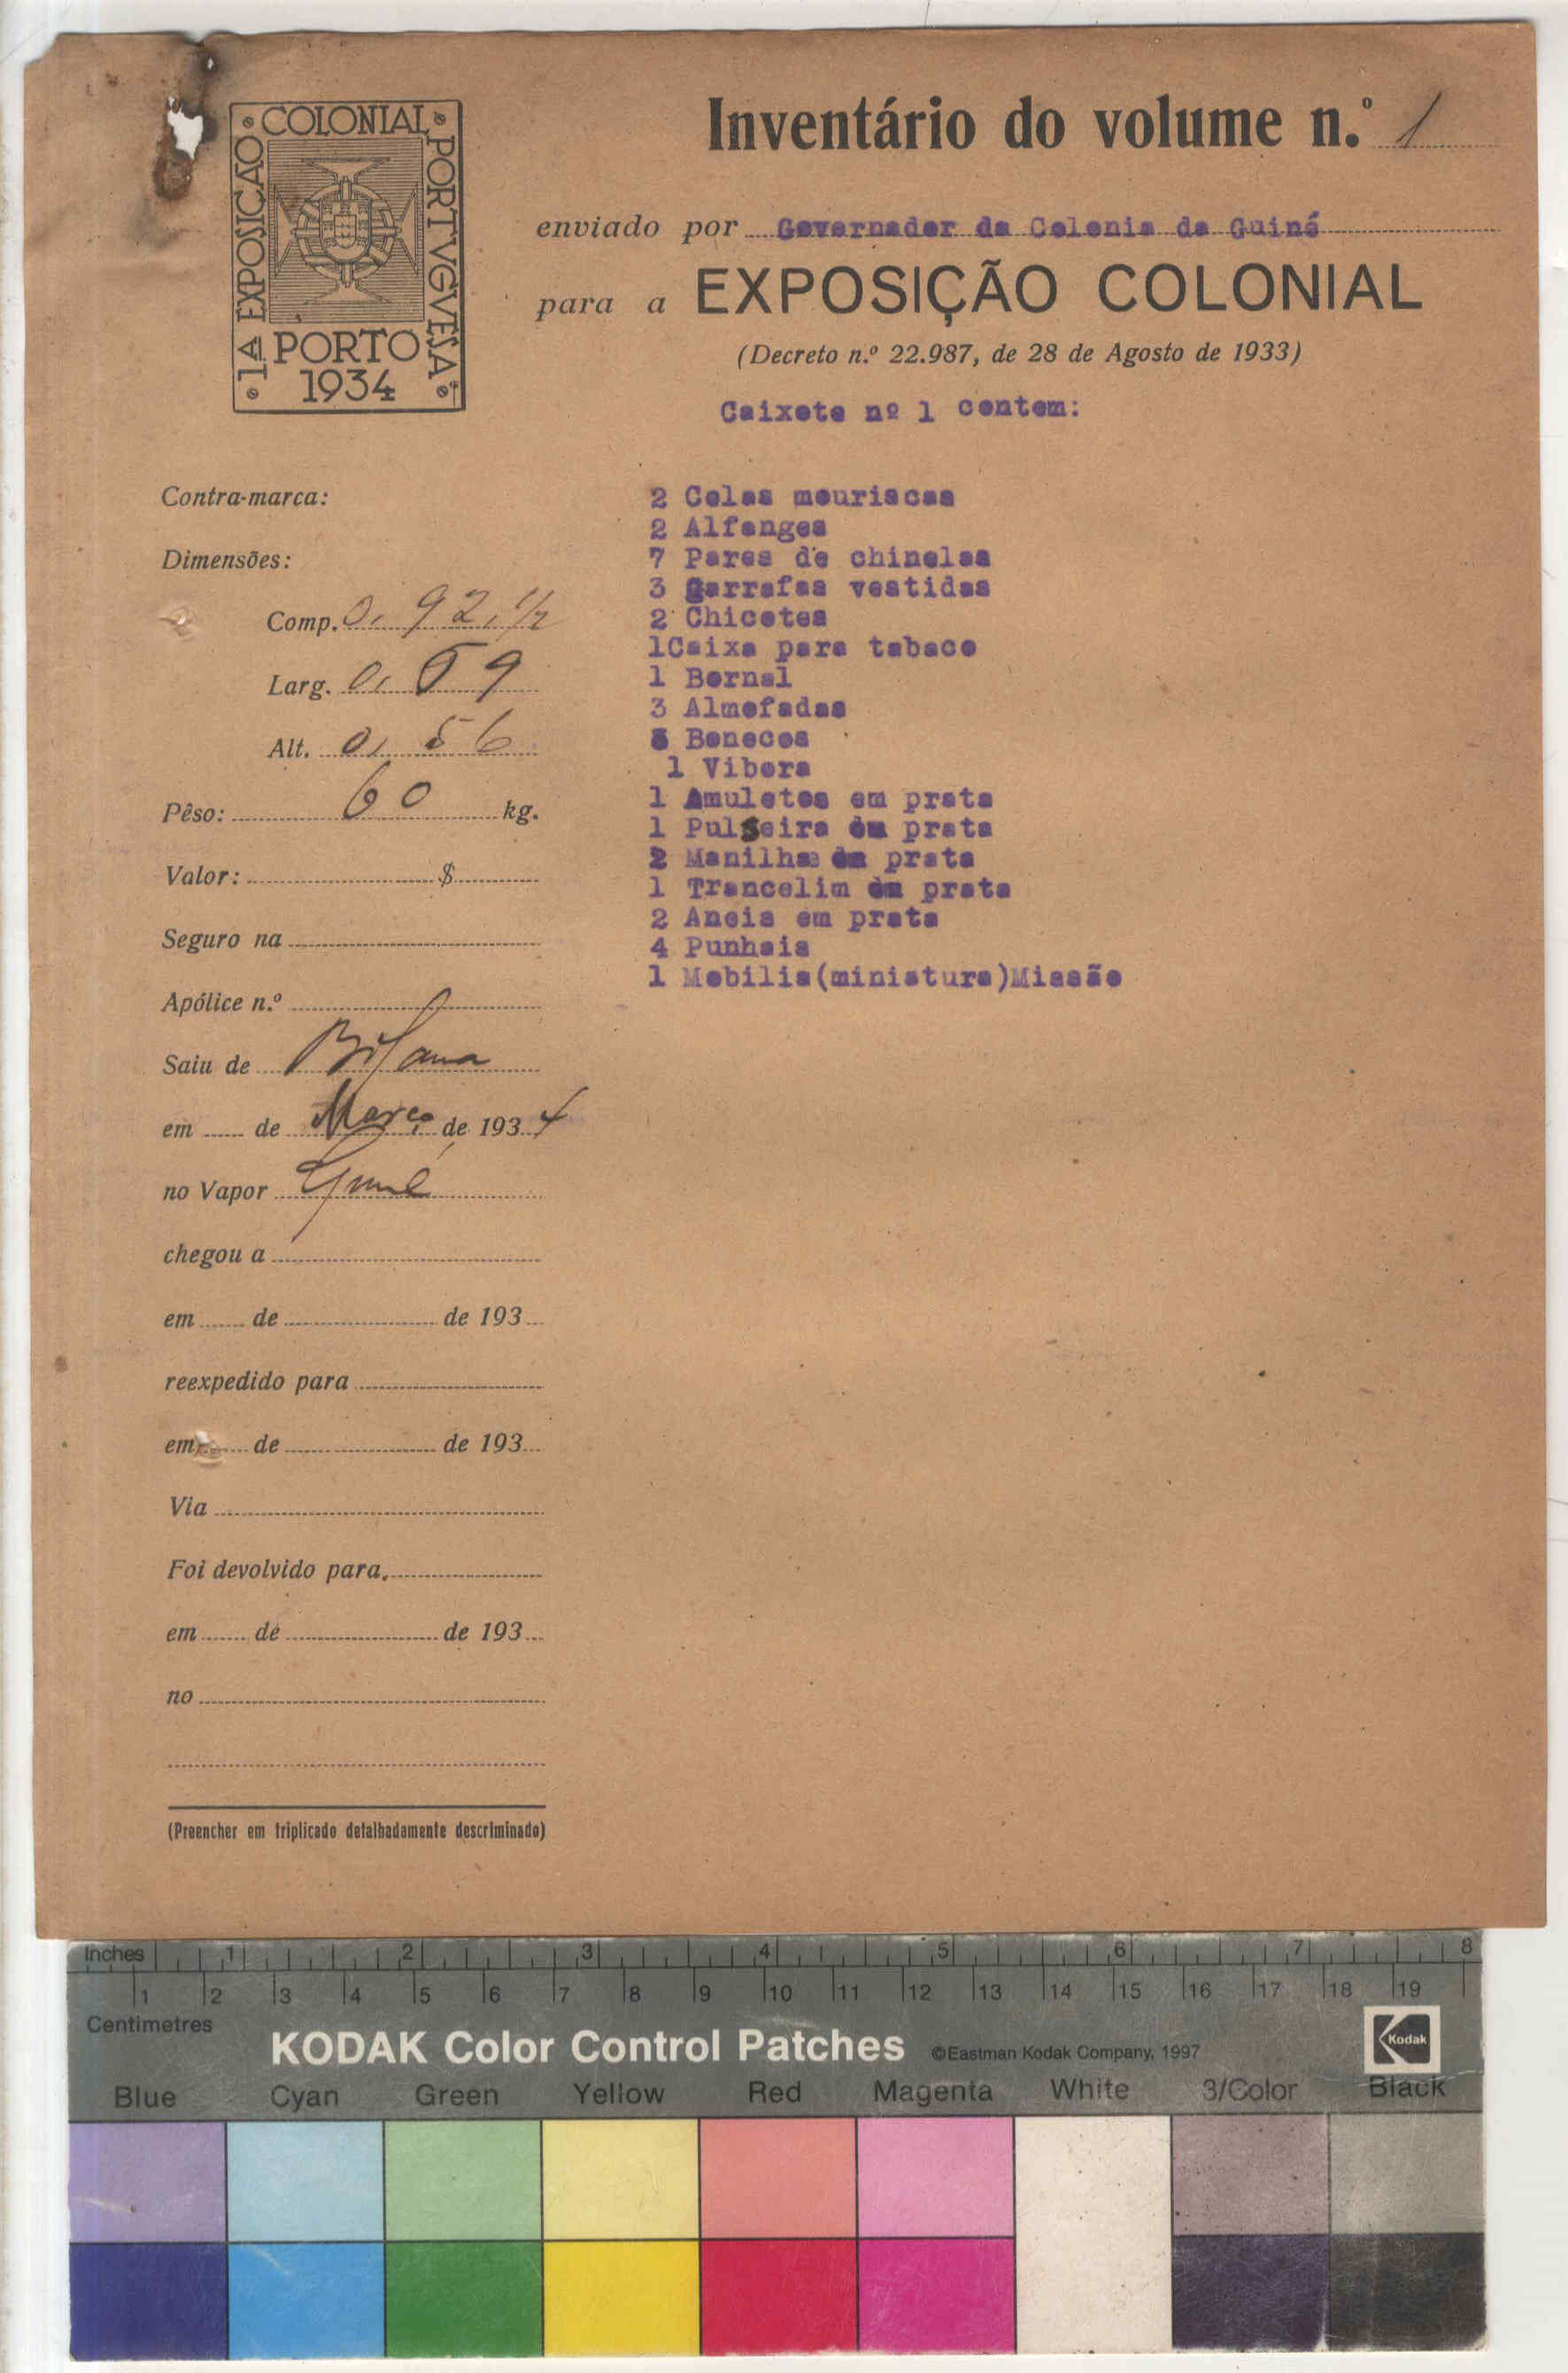 COLONIAL
1A EXPOSIÇÃO
PORTVGVESA
PORTO
1934
Inventário do volume n.º 1
enviado por Governador da Colonia da Guiné
para a EXPOSIÇÃO COLONIAL
(Decreto n.º 22.987, de 28 de Agosto de 1933)
Caixote nº 1 contem:
Contra-marca:
Dimensões:
Comp. 0, 92, 1/2
Larg. 0, 59
Alt. 0, 56
Pêso: 60 kg.
Valor: $
Seguro na
Apólice n.º
Saiu de Bolama
em de Março de 1934
no Vapor Guiné
chegou a
em de de 193
reexpedido para
em de de 193
Via
Foi devolvido para
em de de 193
no
(Preencher em triplicado detalhadamente descriminado)
2 Colas mouriscas
2 Alfanges
7 Pares de chinelas
3 Garrafas vestidas
2 Chicotes
1Caixa para tabaco
1 Bornal
3 Almofadas
Bonecos
1 Vibora
1 Amuletos em prata
1 Pulseira em prata
2 Manilhas em prata
1 Trancelim em prata
2 Aneis em prata
4 Punhais
1 Mobilia(miniatura)Missão
Inches 1 2 3 4 5 6 7 8
1 2 3 4 5 6 7 8 9 10 11 12 13 14 15 16 17 18 19
Centimetres
KODAK Color Control Patches ©Eastman Kodak Company, 1997
Kodak
Blue Cyan Green Yellow Red Magenta White 3/Color Black